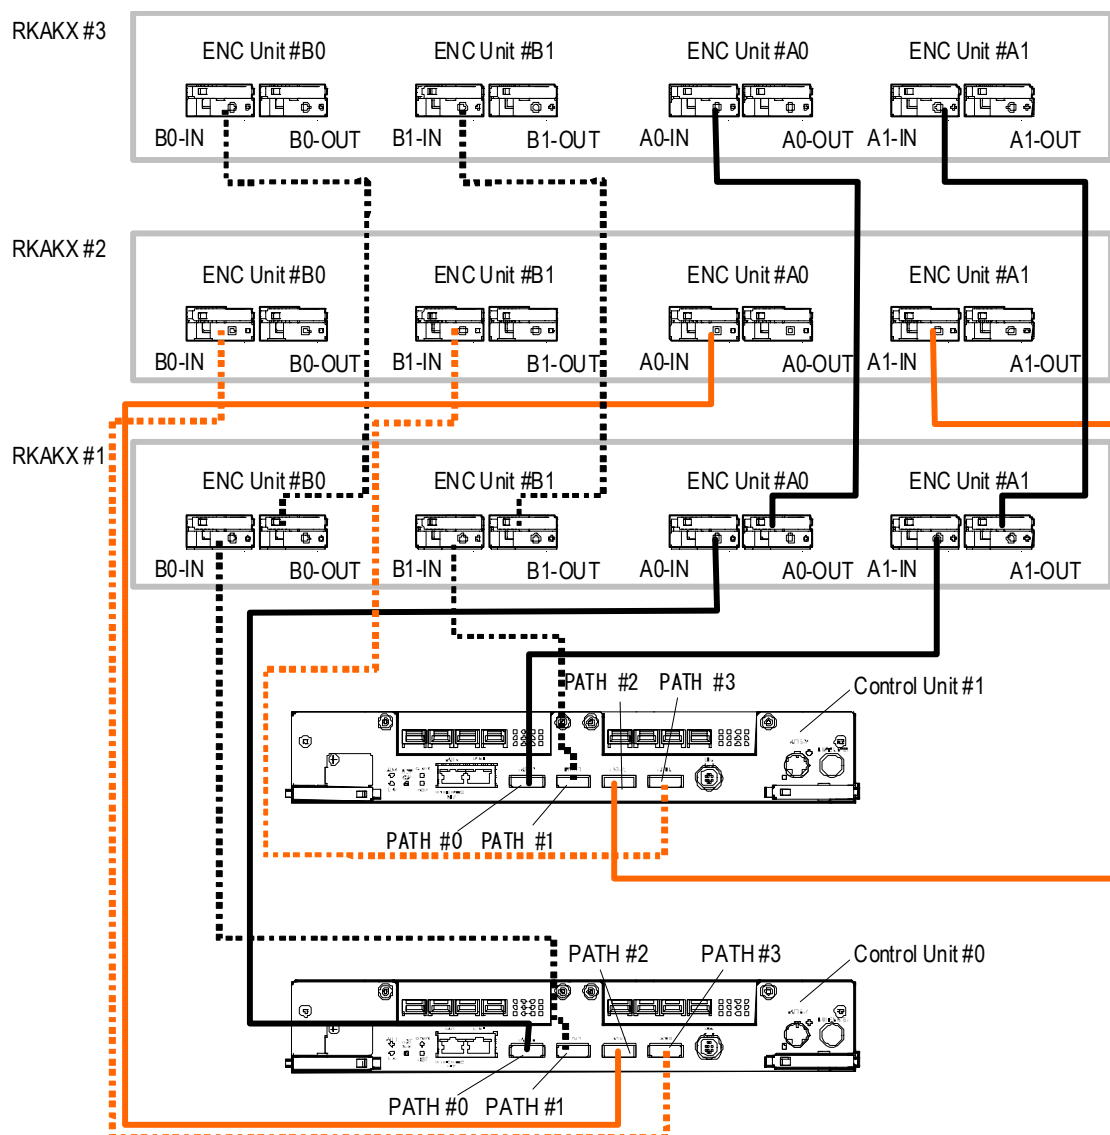 RKAKX #3
ENC Unit #B0 ENC Unit #B1 ENC Unit #A0 ENC Unit #A1
B0-IN B0-OUT B1-IN B1-OUT A0-IN A0-OUT A1-IN A1-OUT
RKAKX #2
ENC Unit #B0 ENC Unit #B1 ENC Unit #A0 ENC Unit #A1
B0-IN B0-OUT B1-IN B1-OUT A0-IN A0-OUT A1-IN A1-OUT
RKAKX #1
ENC Unit #B0 ENC Unit #B1 ENC Unit #A0 ENC Unit #A1
B0-IN B0-OUT B1-IN B1-OUT A0-IN A0-OUT A1-IN A1-OUT
PATH #2 PATH #3 Control Unit #1
PATH #0 PATH #1
PATH #2 PATH #3 Control Unit #0
PATH #0 PATH #1